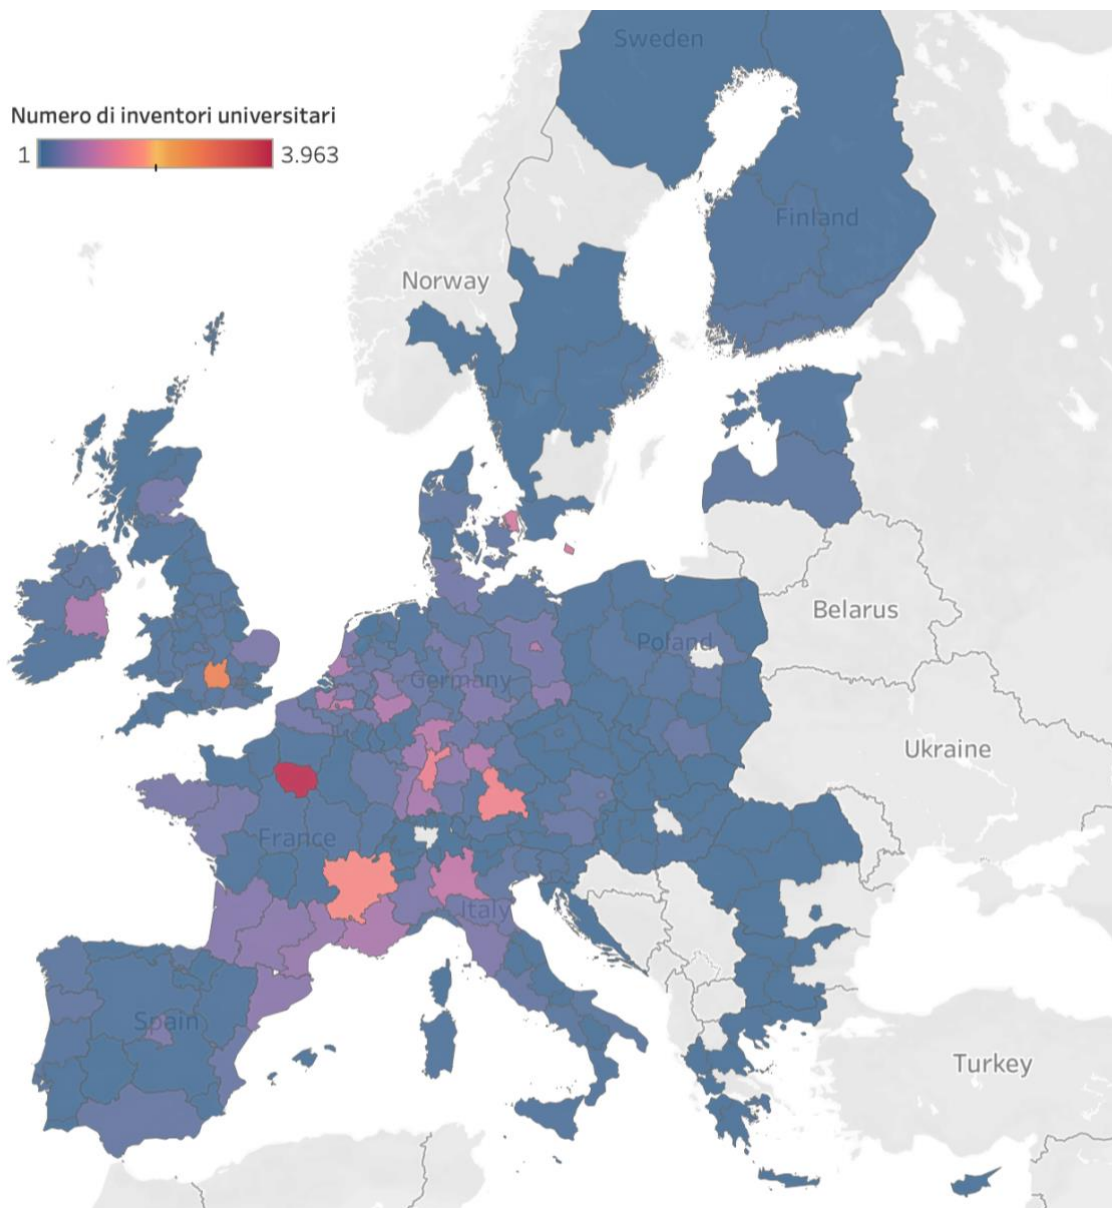 Sweden
Numero di inventori universitari
1 3.963
Finland
Norway
Belarus
Poland
Germany
Ukraine
France
Italy
Spain
Turkey